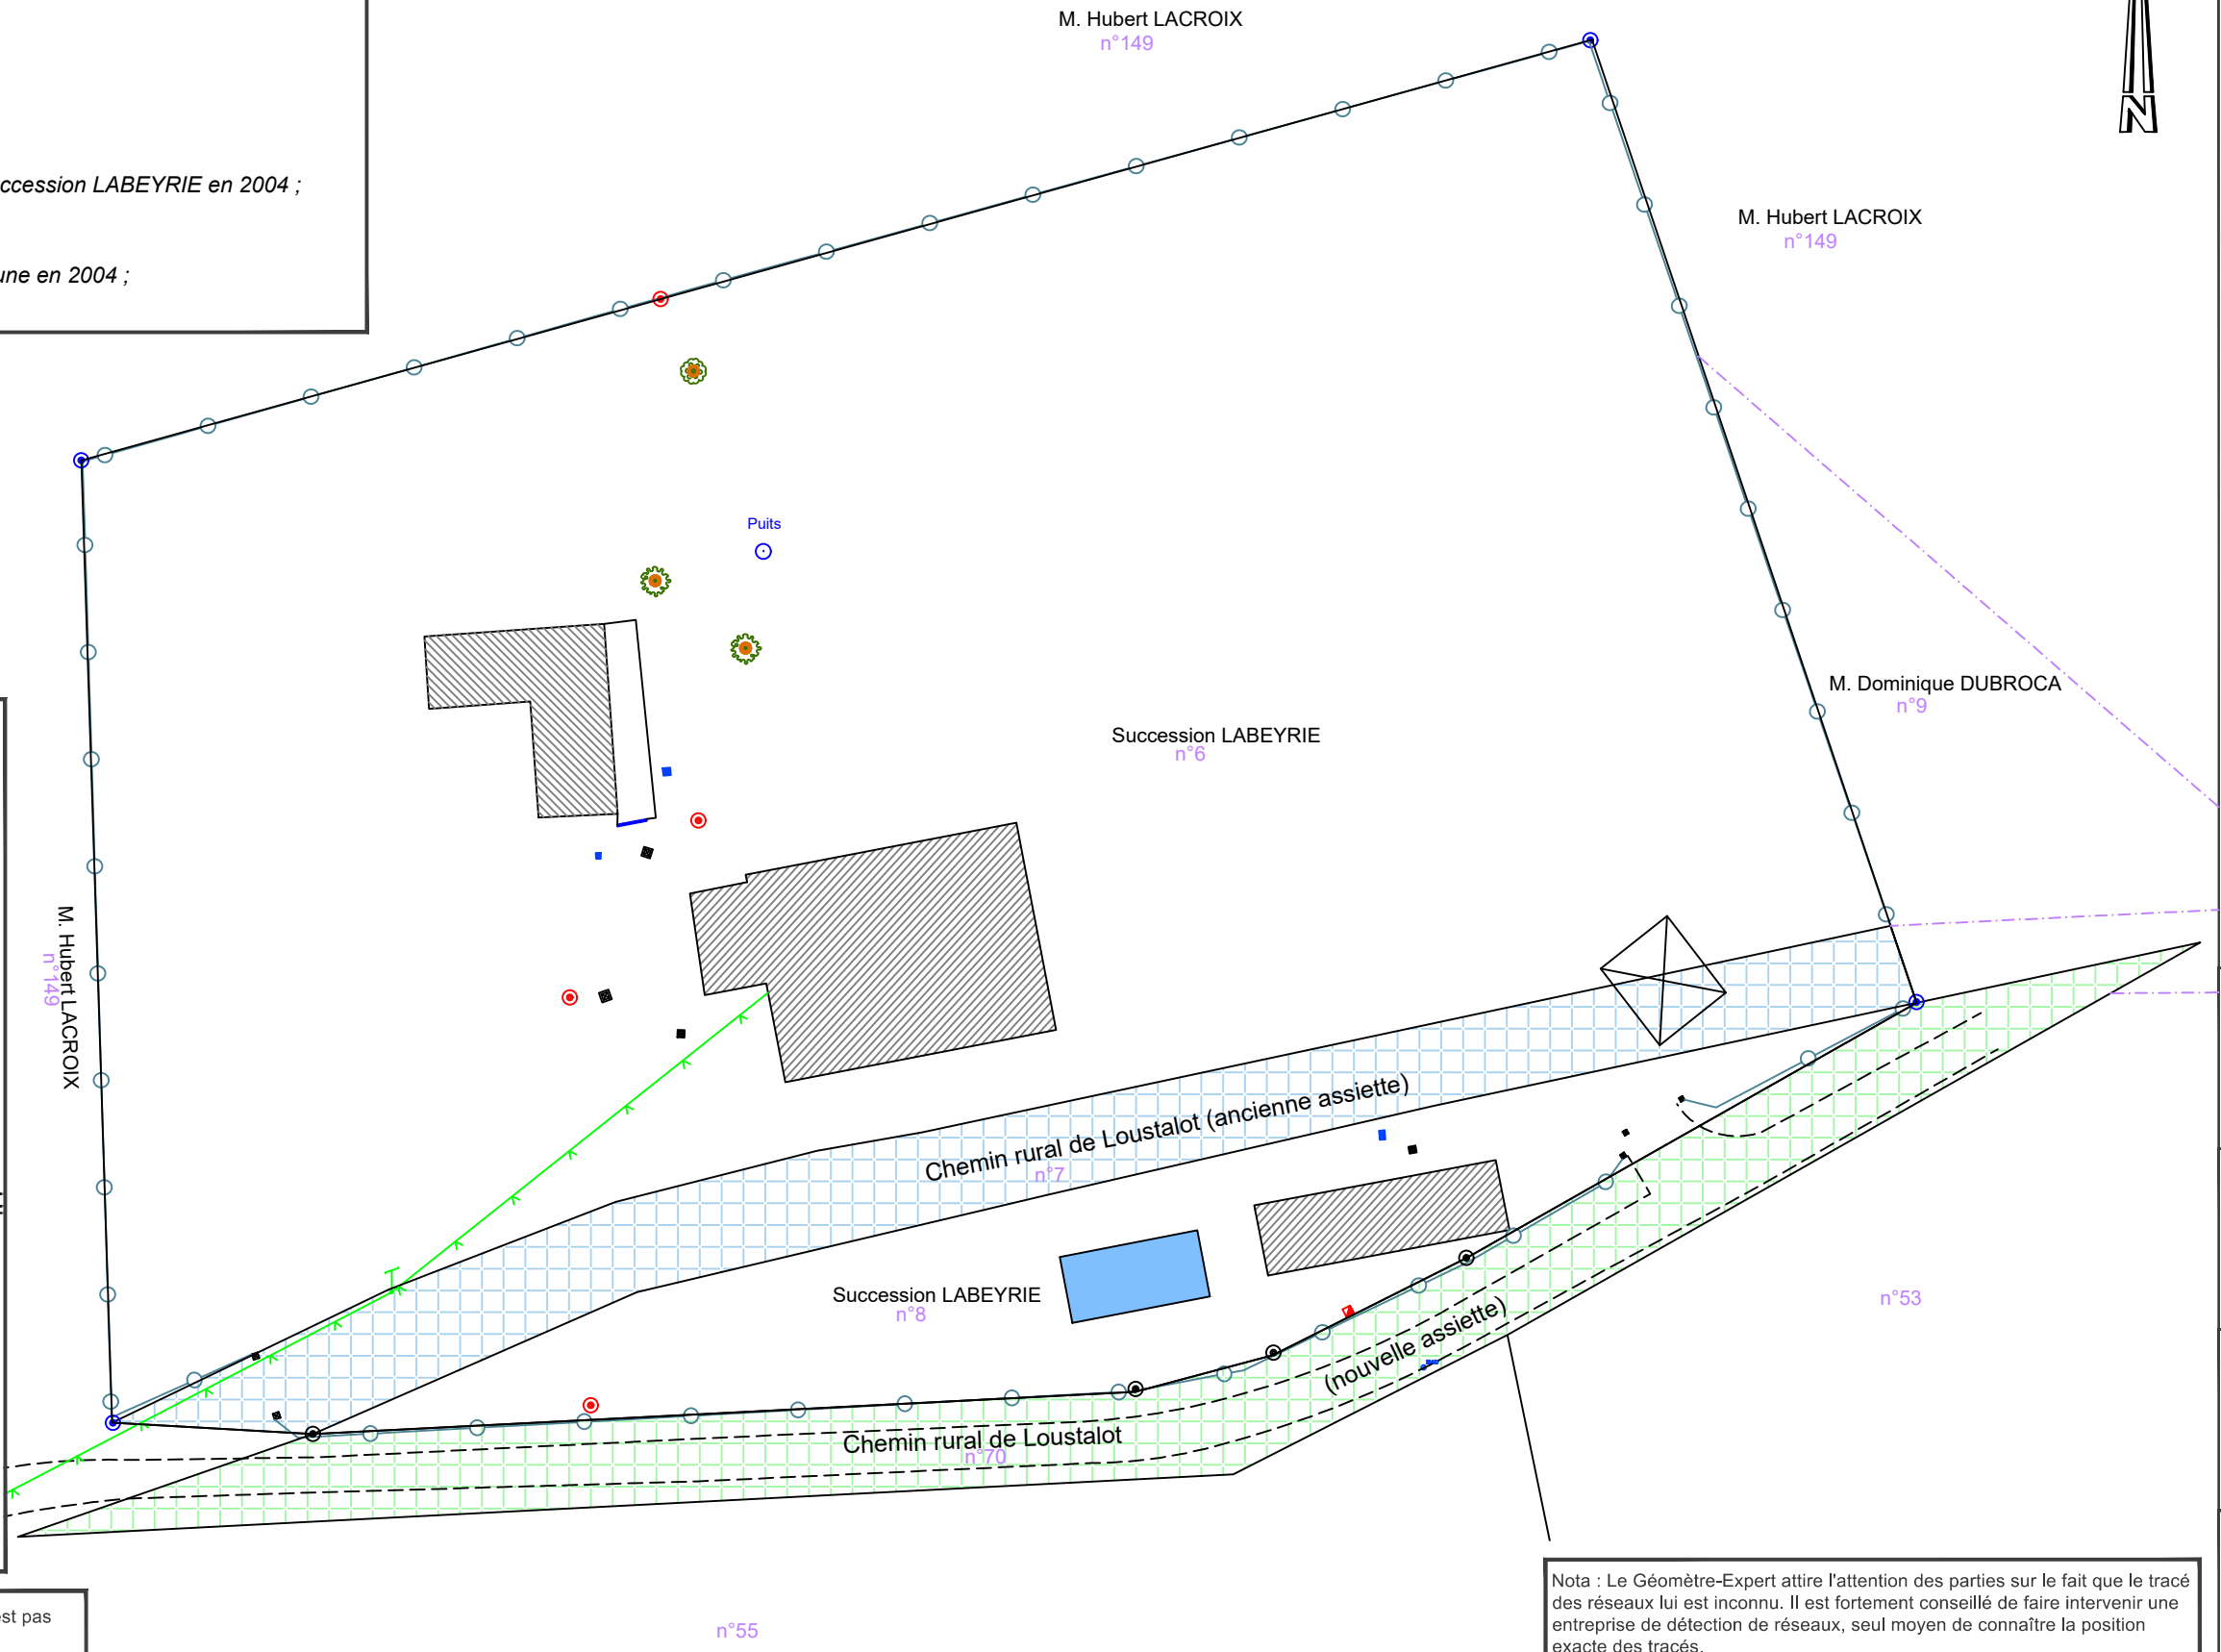 M. Hubert LACROIX
n°149
N
ccession LABEYRIE en 2004 ;
une en 2004 ;
M. Hubert LACROIX
n°149
Puits
M. Dominique DUBROCA
n°9
Succession LABEYRIE
n°6
M. Hubert LACROIX
n°149
Chemin rural de Loustalot (ancienne assiette)
n°7
Succession LABEYRIE
n°8
n°53
(nouvelle assiette)
Chemin rural de Loustalot
n°70
n°55
est pas
Nota : Le Géomètre-Expert attire l'attention des parties sur le fait que le tracé
des réseaux lui est inconnu. Il est fortement conseillé de faire intervenir une
entreprise de détection de réseaux, seul moyen de connaître la position
exacte des tracés.